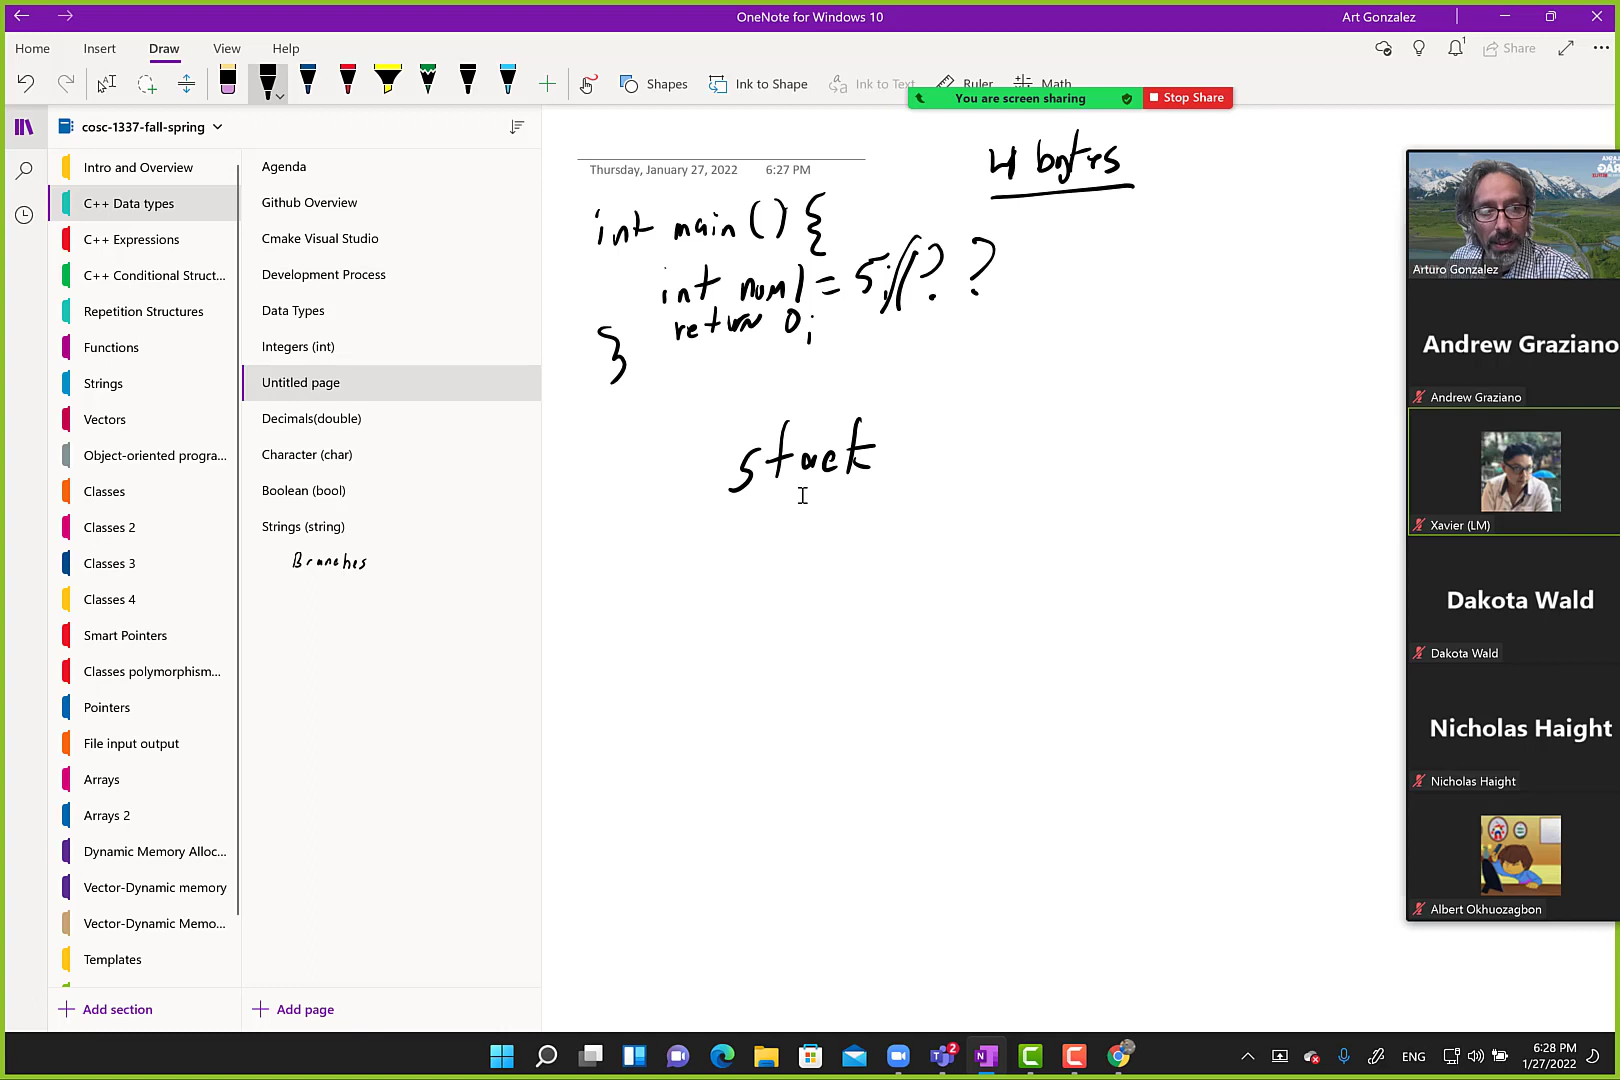 OneNote for Windows 10
Art Gonzalez
Home Insert Draw View Help
1
Share
Shapes
Ink to Shape
Ink to Text
Ruler
Math
You are screen sharing
Stop Share
cosc-1337-fall-spring
Intro and Overview
C++ Data types
C++ Expressions
C++ Conditional Struct...
Repetition Structures
Functions
Strings
Vectors
Object-oriented progra...
Classes
Classes 2
Classes 3
Classes 4
Smart Pointers
Classes polymorphism...
Pointers
File input output
Arrays
Arrays 2
Dynamic Memory Alloc...
Vector-Dynamic memory
Vector-Dynamic Memo...
Templates
Add section
Agenda
Github Overview
Cmake Visual Studio
Development Process
Data Types
Integers (int)
Untitled page
Decimals(double)
Character (char)
Boolean (bool)
Strings (string)
Branches
Add page
Thursday, January 27, 2022 6:27 PM
4 bytes
int main () {
int num1 = 5; //? ?
return 0;
}
stack
Arturo Gonzalez
Andrew Graziano
Andrew Graziano
Xavier (LM)
Dakota Wald
Dakota Wald
Nicholas Haight
Nicholas Haight
Albert Okhuozagbon
2
ENG
6:28 PM
1/27/2022